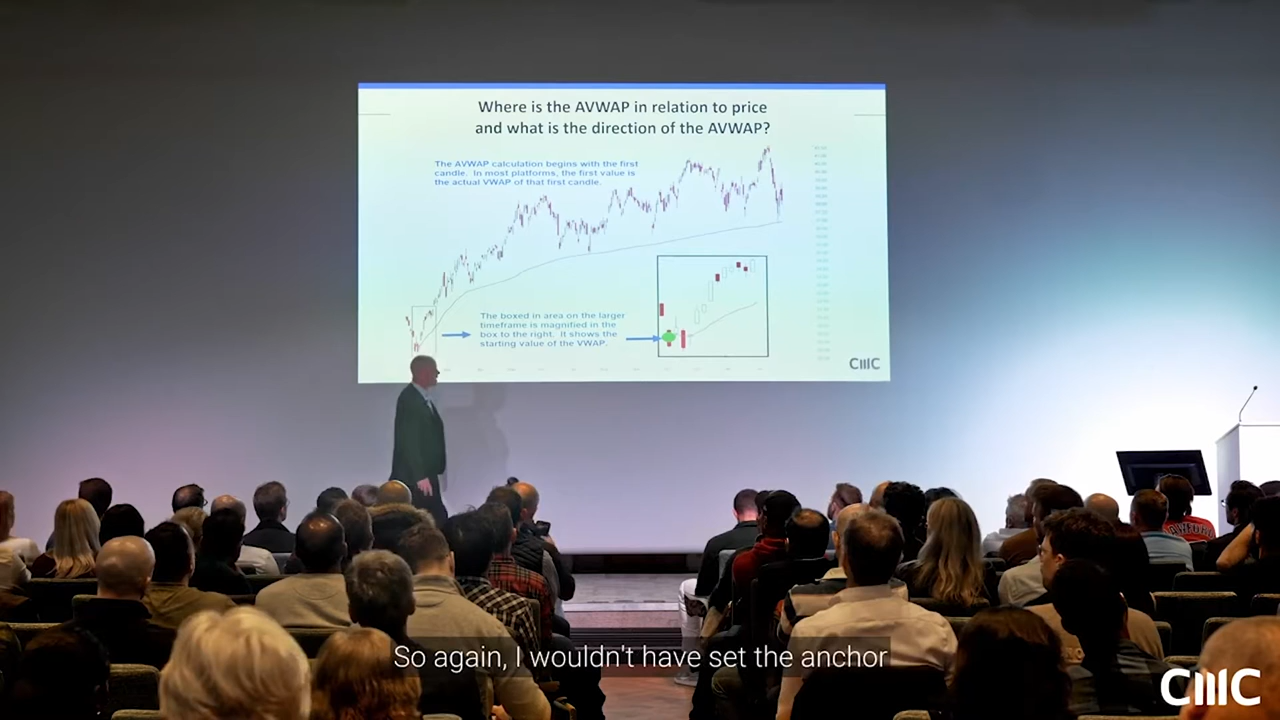 Where is the AVWAP in relation to price
and what is the direction of the AVWAP?
The AVWAP calculation begins with the first
candle. In most platforms, the first value is
the actual VWAP of that first candle.
The boxed in area on the larger
timeframe is magnified in the
box to the right. It shows the
starting value of the VWAP.
CMC
So again, I wouldn't have set the anchor
CMC